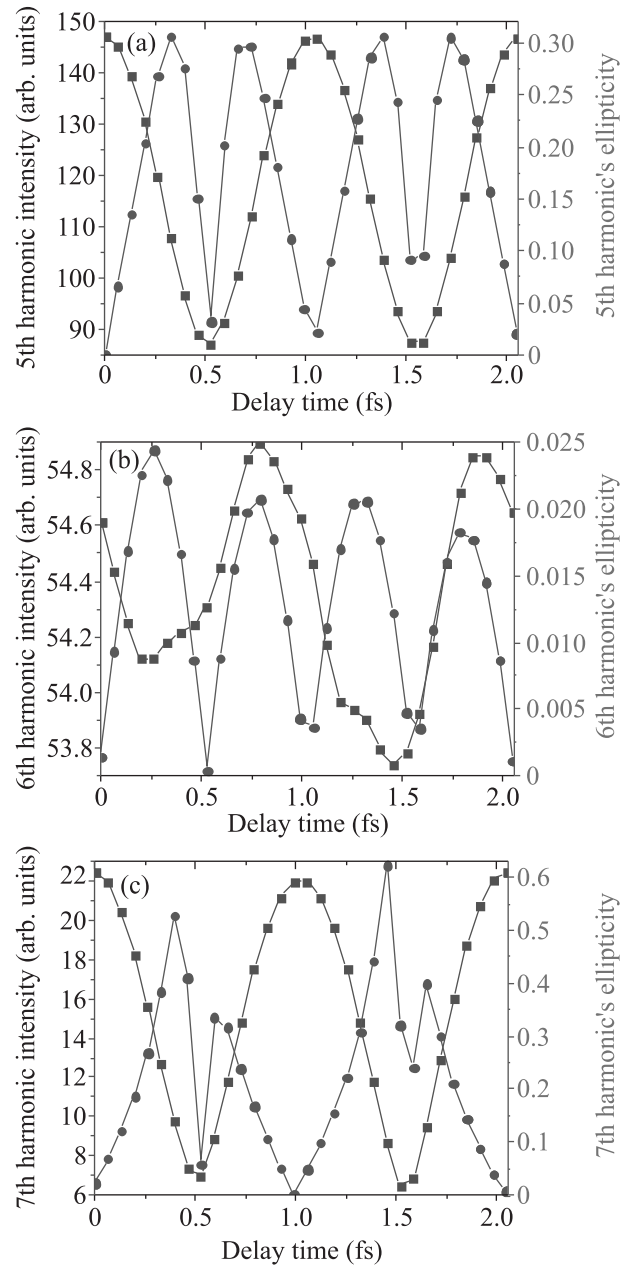 (a)
5th harmonic intensity (arb. units)
150
140
130
120
110
100
90
0.30
0.25
0.20
0.15
0.10
0.05
0
5th harmonic's ellipticity
0 0.5 1.0 1.5 2.0
Delay time (fs)
(b)
6th harmonic intensity (arb. units)
54.8
54.6
54.4
54.2
54.0
53.8
0.025
0.020
0.015
0.010
0.005
0
6th harmonic's ellipticity
0 0.5 1.0 1.5 2.0
Delay time (fs)
(c)
7th harmonic intensity (arb. units)
22
20
18
16
14
12
10
8
6
0.6
0.5
0.4
0.3
0.2
0.1
0
7th harmonic's ellipticity
0 0.5 1.0 1.5 2.0
Delay time (fs)